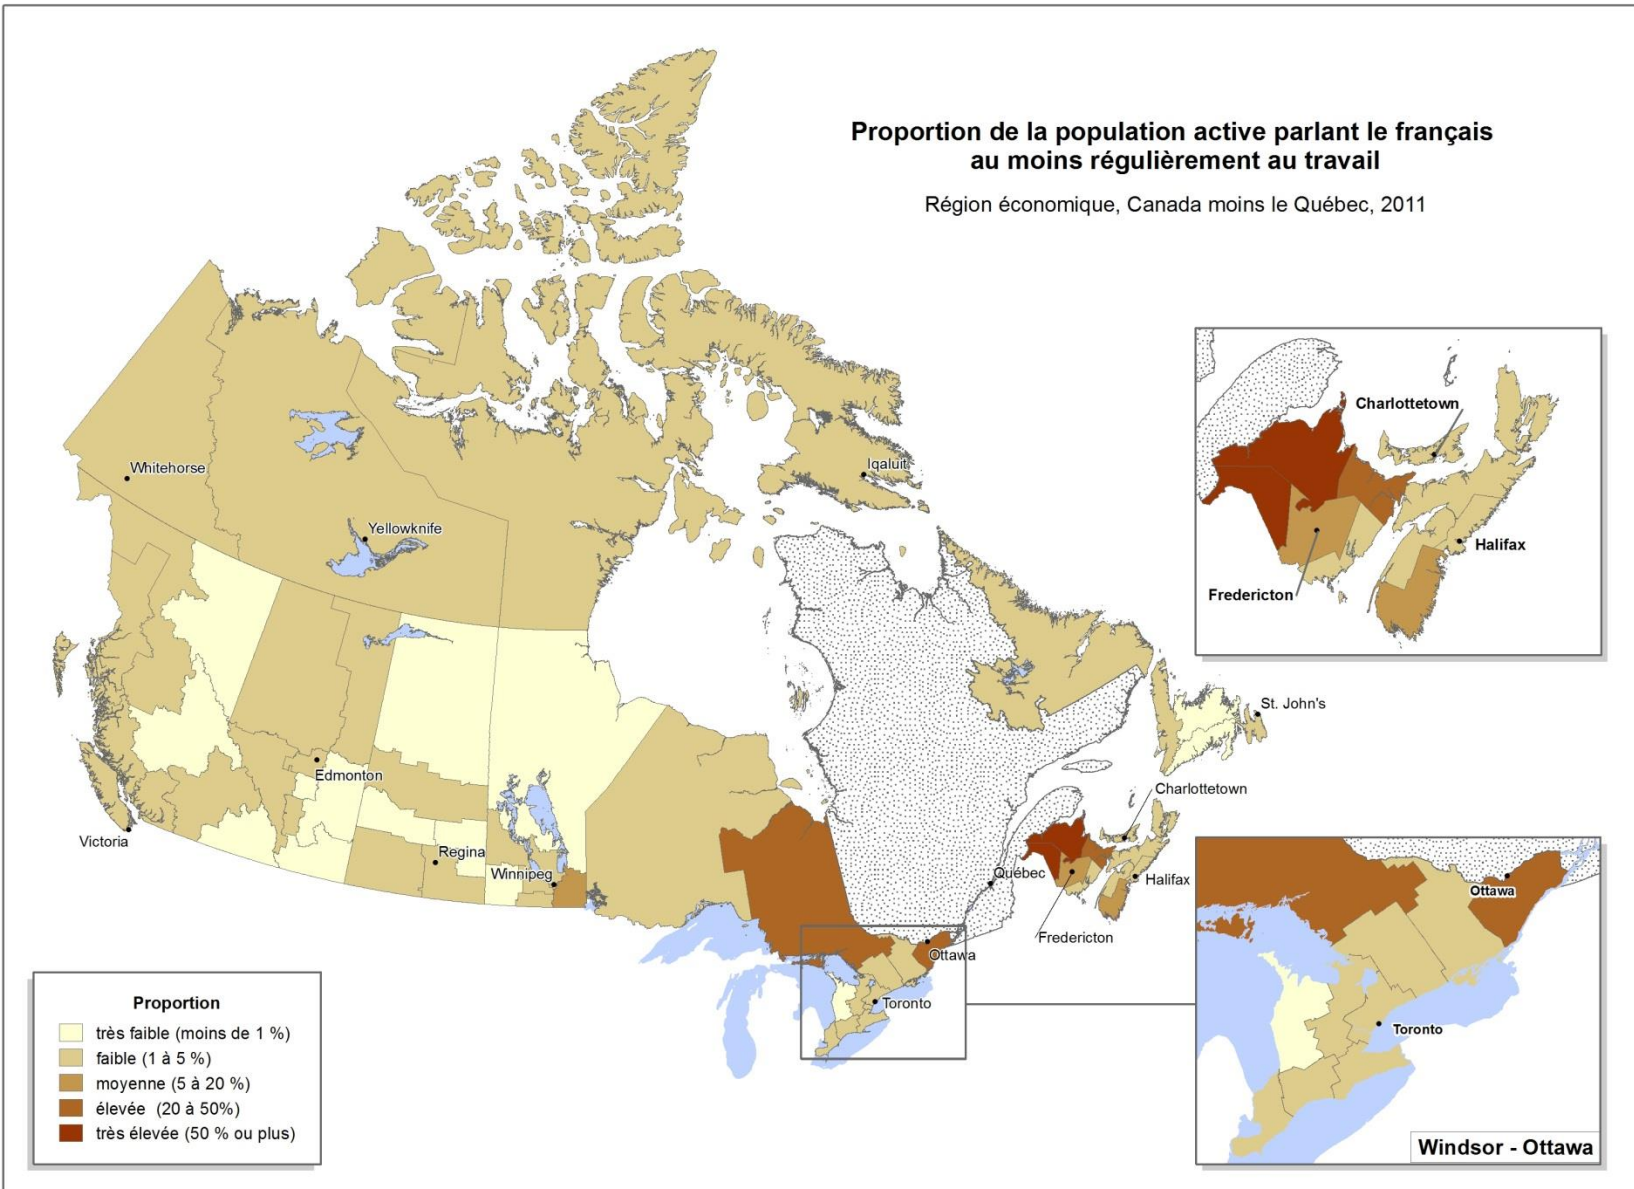 Proportion de la population active parlant le français
au moins régulièrement au travail
Région économique, Canada moins le Québec, 2011
Whitehorse
Yellowknife
Iqaluit
Edmonton
Victoria
Regina
Winnipeg
St. John's
Charlottetown
Québec
Halifax
Fredericton
Ottawa
Toronto
Charlottetown
Halifax
Fredericton
Ottawa
Toronto
Windsor - Ottawa
Proportion
très faible (moins de 1 %)
faible (1 à 5 %)
moyenne (5 à 20 %)
élevée (20 à 50%)
très élevée (50 % ou plus)